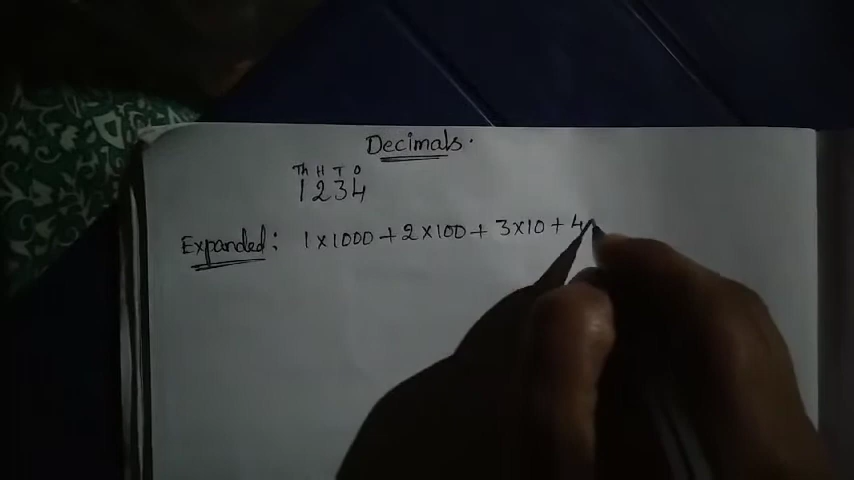 Decimals.
Th H T O
1234
Expanded: 1×1000 + 2×100 + 3×10 + 4